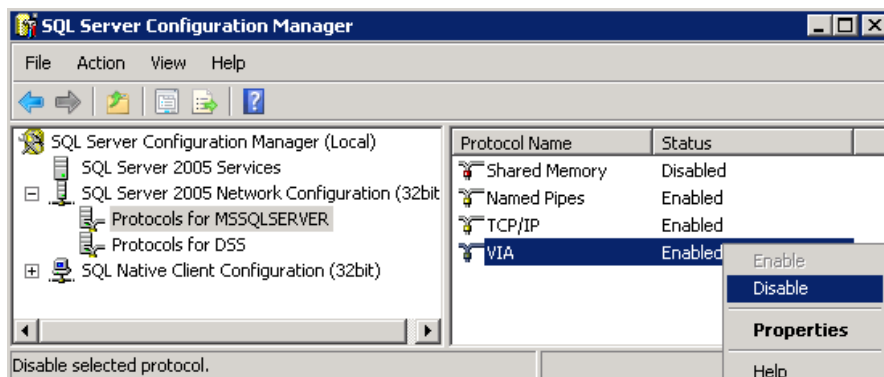 SQL Server Configuration Manager
File Action View Help
SQL Server Configuration Manager (Local)
SQL Server 2005 Services
SQL Server 2005 Network Configuration (32bit
Protocols for MSSQLSERVER
Protocols for DSS
SQL Native Client Configuration (32bit)
Protocol Name Status
Shared Memory Disabled
Named Pipes Enabled
TCP/IP Enabled
VIA Enabled
Enable
Disable
Properties
Help
Disable selected protocol.